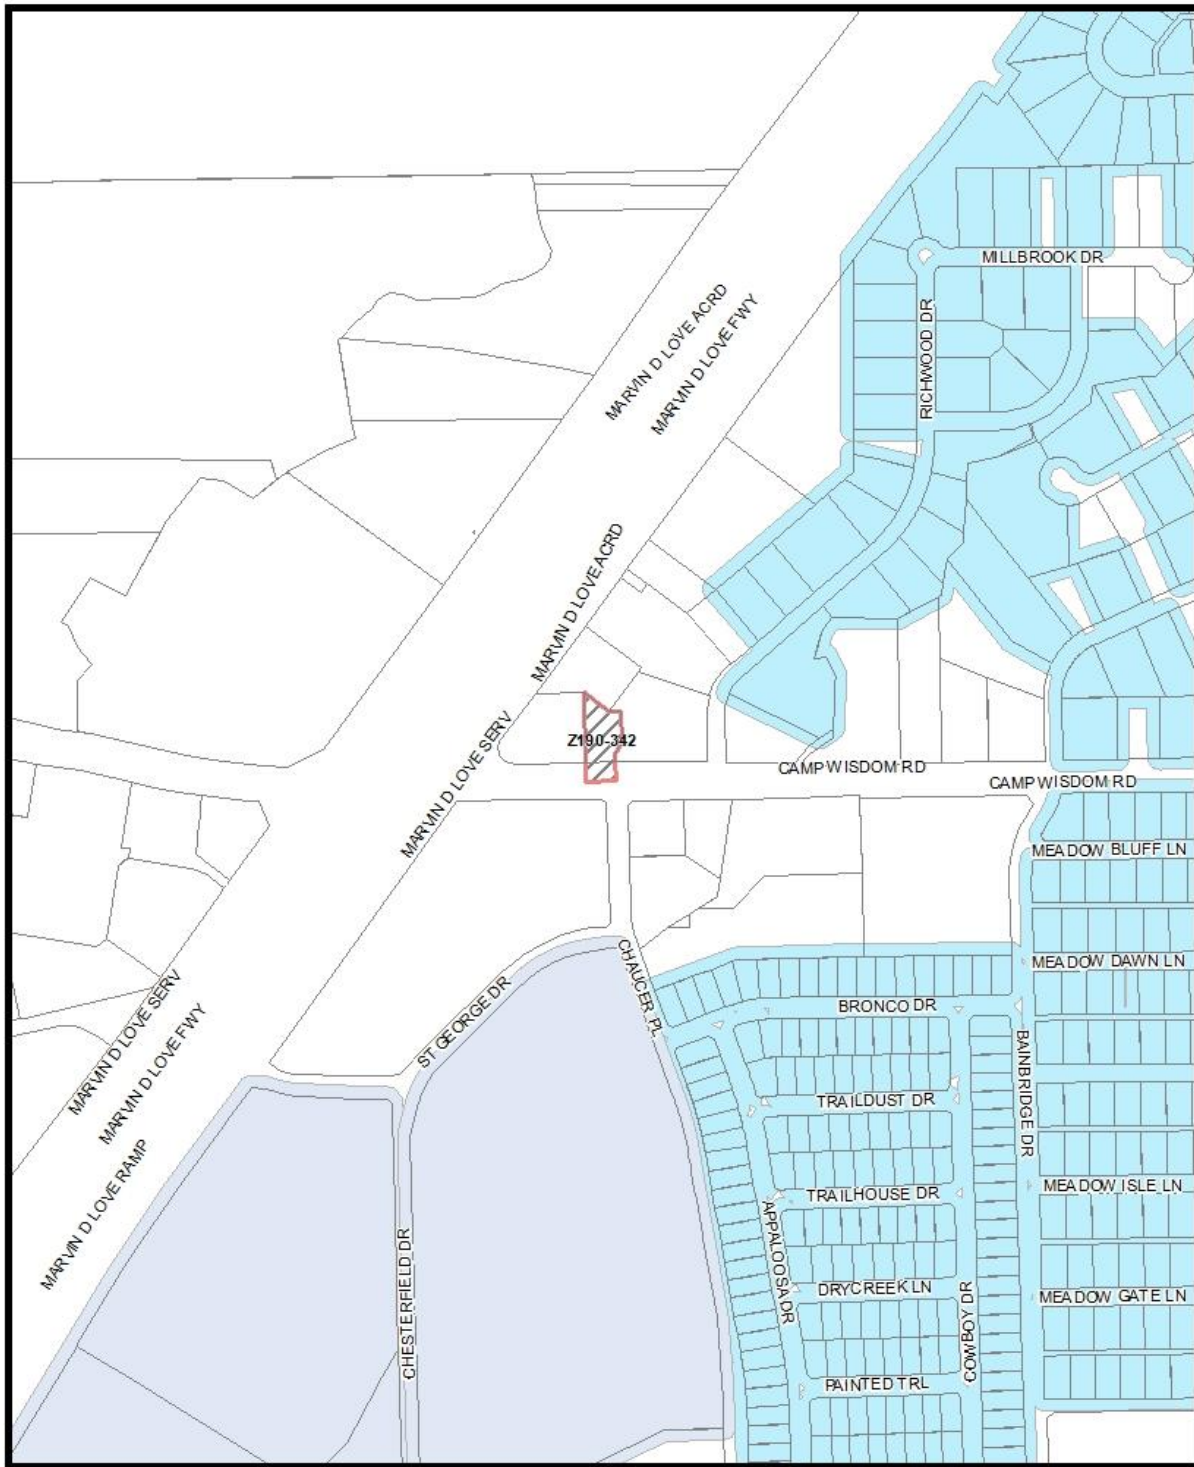 MILLBROOK DR
MARVIN D LOVE ACRD
MARVIN D LOVE FWY
RICHWOOD DR
MARVIN D LOVE ACRD
Z190-342
MARVIN D LOVE SERV
CAMP WISDOM RD
CAMP WISDOM RD
MEADOW BLUFF LN
CHAUCER PL
MEADOW DAWN LN
ST GEORGE DR
BRONCO DR
MARVIN D LOVE SERV
MARVIN D LOVE FWY
BAINBRIDGE DR
TRAILDUST DR
MARVIN D LOVE RAMP
TRAILHOUSE DR
MEADOW ISLE LN
APPALOOSA DR
CHESTERFIELD DR
DRYCREEK LN
MEADOW GATE LN
COWBOY DR
PAINTED TRL